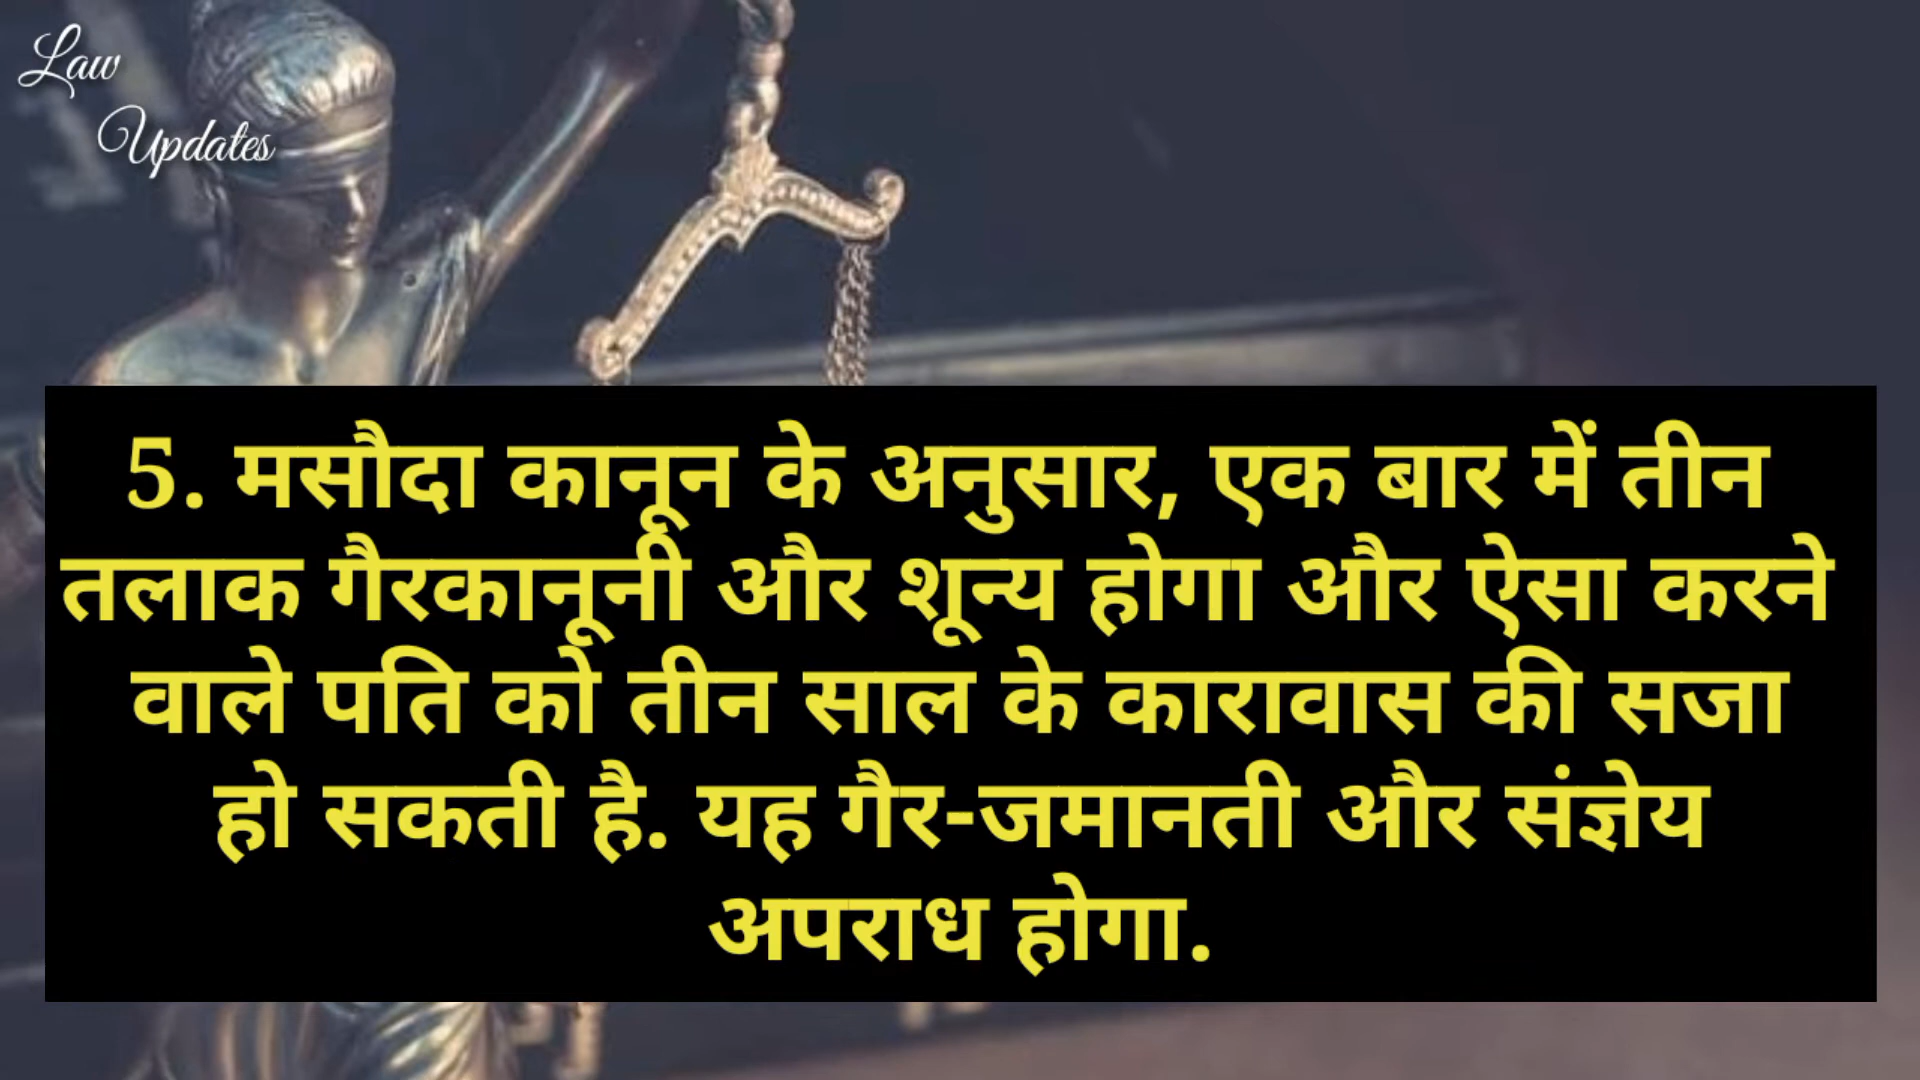 Law
Updates
5. मसौदा कानून के अनुसार, एक बार में तीन
तलाक गैरकानूनी और शून्य होगा और ऐसा करने
वाले पति को तीन साल के कारावास की सजा
हो सकती है. यह गैर-जमानती और संज्ञेय
अपराध होगा.